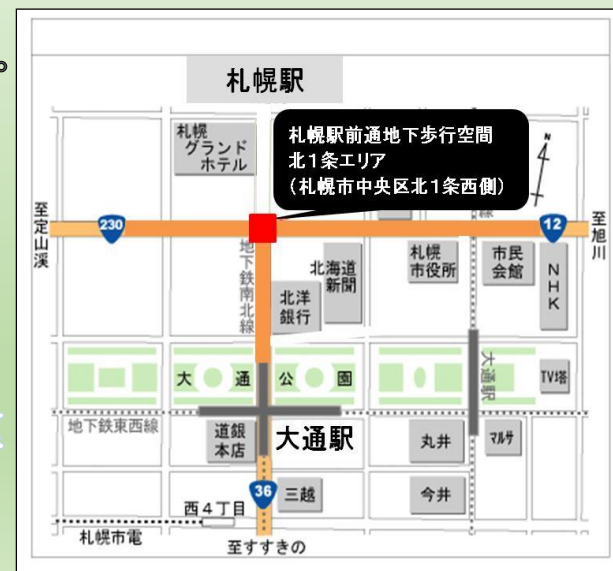 。
札幌駅
札幌
グランド
ホテル
札幌駅前通地下歩行空間
北１条エリア
（札幌市中央区北１条西側）
N
至定山渓
230
12
至旭川
線
地下鉄南北線
北海道
新聞
北洋
銀行
札幌
市役所
市民
会館
NHK
大通公園
大通駅
TV塔
地下鉄東西線
道銀
本店
大通駅
丸井
マルサ
36
三越
今井
西４丁目
札幌市電
至すすきの